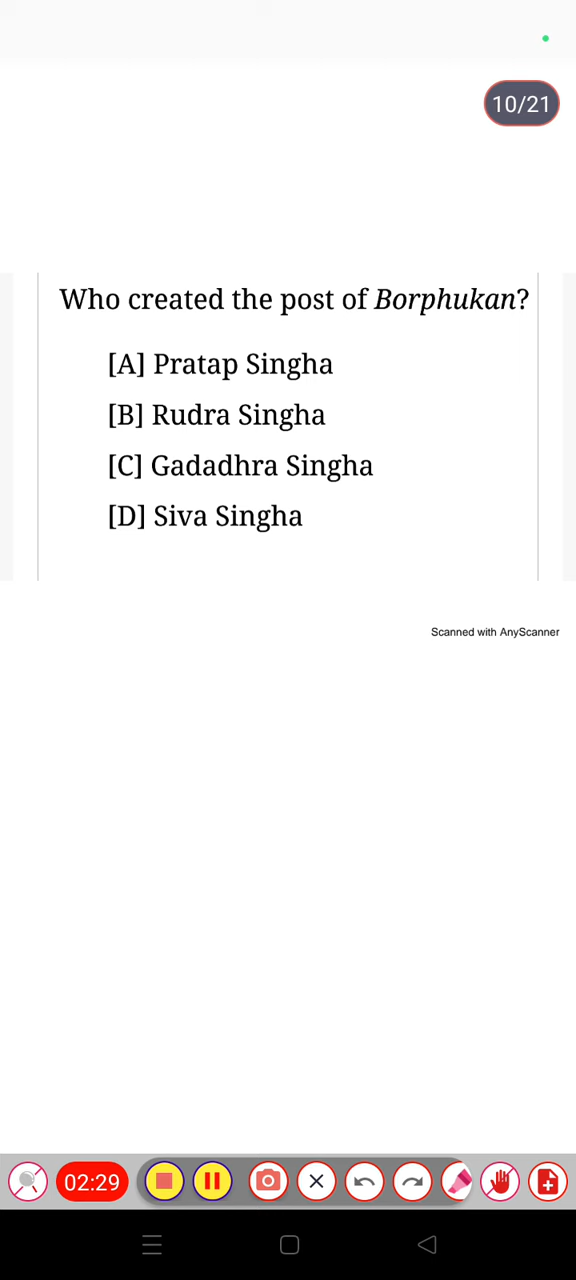 10/21
Who created the post of Borphukan?
[A] Pratap Singha
[B] Rudra Singha
[C] Gadadhra Singha
[D] Siva Singha
Scanned with AnyScanner
02:29